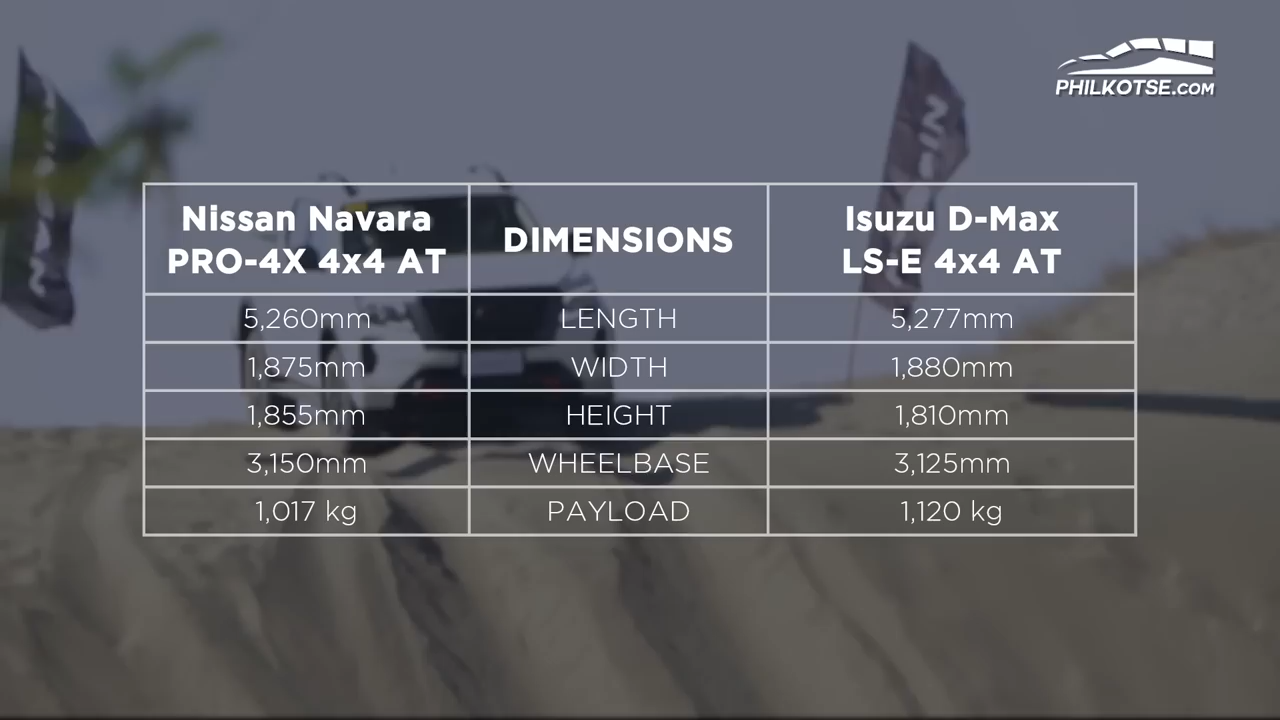 PHILKOTSE.COM
Nissan Navara
PRO-4X 4x4 AT
DIMENSIONS
Isuzu D-Max
LS-E 4x4 AT
5,260mm
LENGTH
5,277mm
1,875mm
WIDTH
1,880mm
1,855mm
HEIGHT
1,810mm
3,150mm
WHEELBASE
3,125mm
1,017 kg
PAYLOAD
1,120 kg